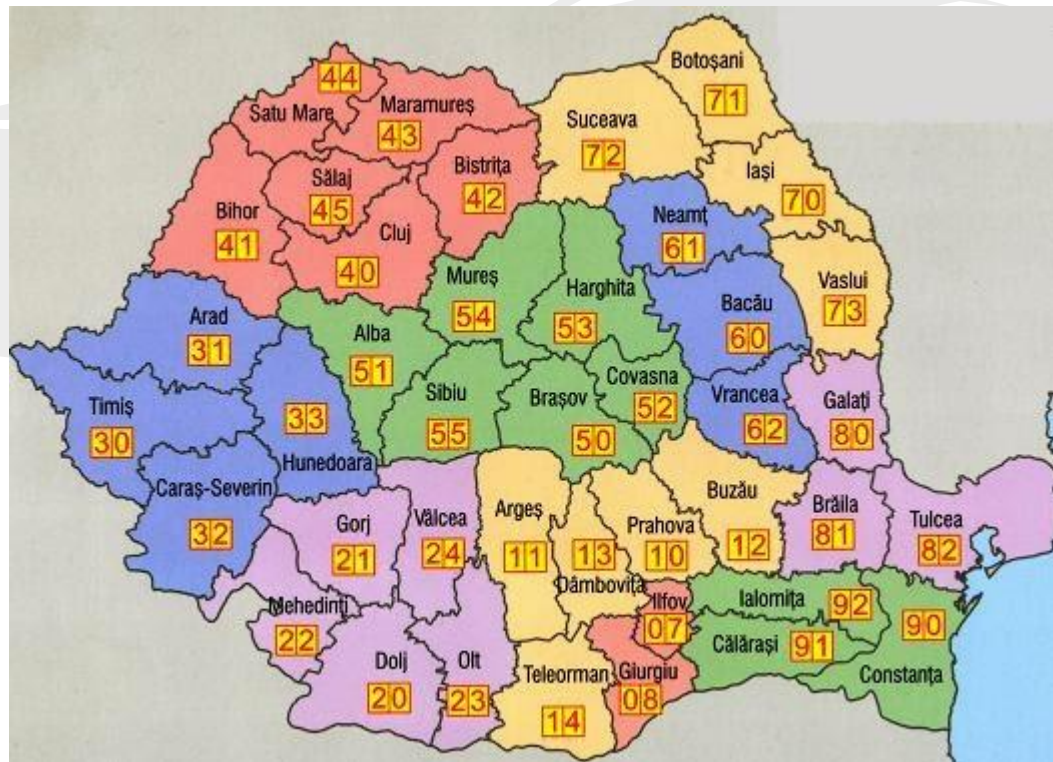 Botoșani
71
44
Satu Mare
Maramureș
43
Suceava
72
Bistrița
42
Iași
70
Sălaj
45
Bihor
41
Cluj
40
Neamț
61
Mureș
54
Harghita
53
Bacău
60
Vaslui
73
Arad
31
Alba
51
Timiș
30
33
Hunedoara
Sibiu
55
Brașov
50
Covasna
52
Vrancea
62
Galați
80
Caraș-Severin
32
Gorj
21
Vâlcea
24
Argeș
11
13
Dâmbovița
Prahova
10
Buzău
12
Brăila
81
Tulcea
82
Mehedinți
22
Dolj
20
Olt
23
Teleorman
14
Ilfov
07
Giurgiu
08
Ialomița
92
Călărași
91
90
Constanța